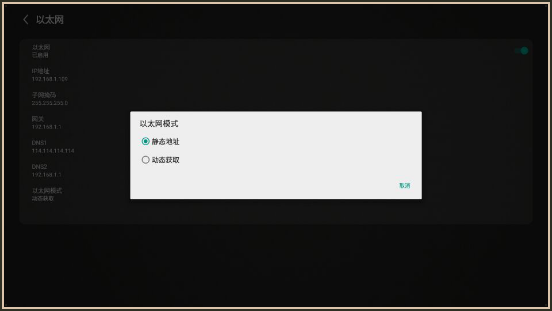 以太网
以太网
已启用
IP地址
192.168.1.101
子网掩码
255.255.255.0
网关
192.168.1.1
DNS1
114.114.114.114
DNS2
192.168.1.1
以太网模式
动态获取
以太网模式
静态地址
动态获取
取消